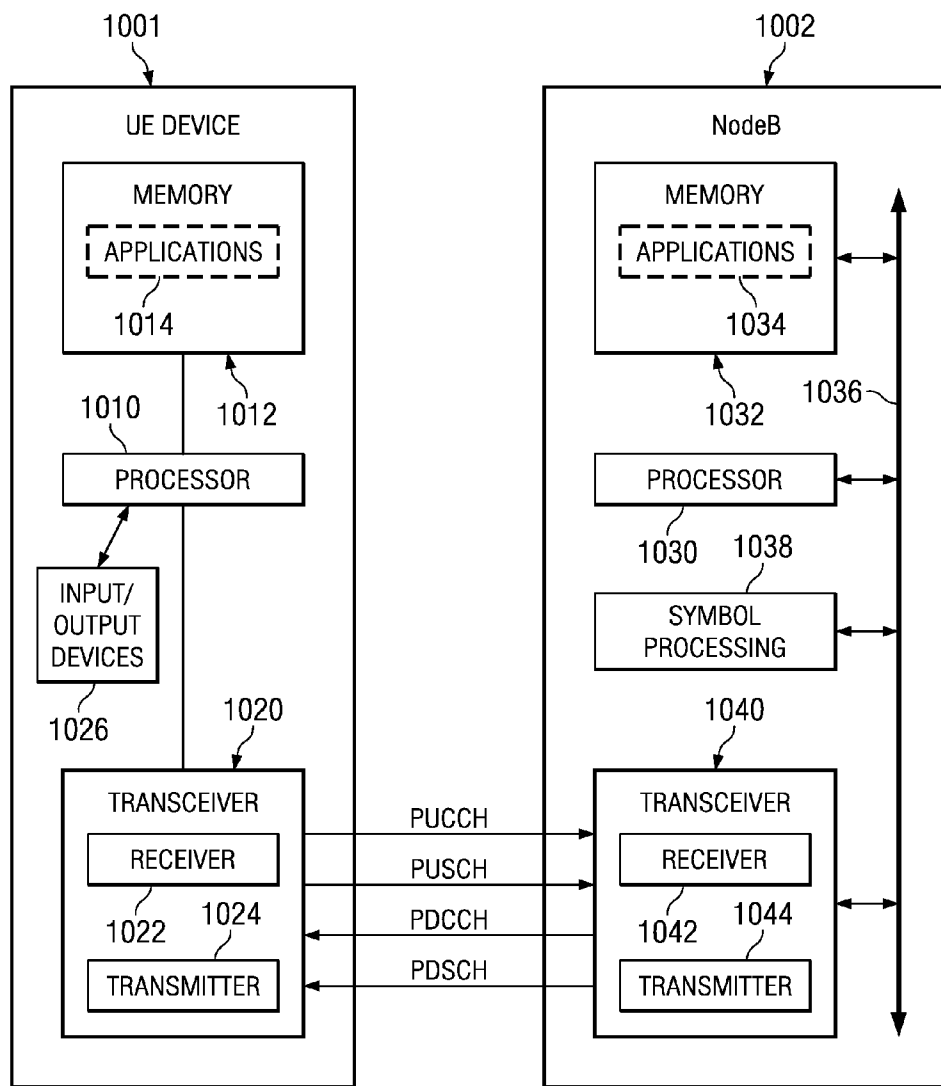 1001
1002
UE DEVICE
MEMORY
APPLICATIONS
1014
1012
1010
PROCESSOR
INPUT/
OUTPUT
DEVICES
1026
1020
TRANSCEIVER
RECEIVER
1022
1024
TRANSMITTER
PUCCH
PUSCH
PDCCH
PDSCH
NodeB
MEMORY
APPLICATIONS
1034
1032
1036
PROCESSOR
1030
1038
SYMBOL
PROCESSING
1040
TRANSCEIVER
RECEIVER
1042
1044
TRANSMITTER